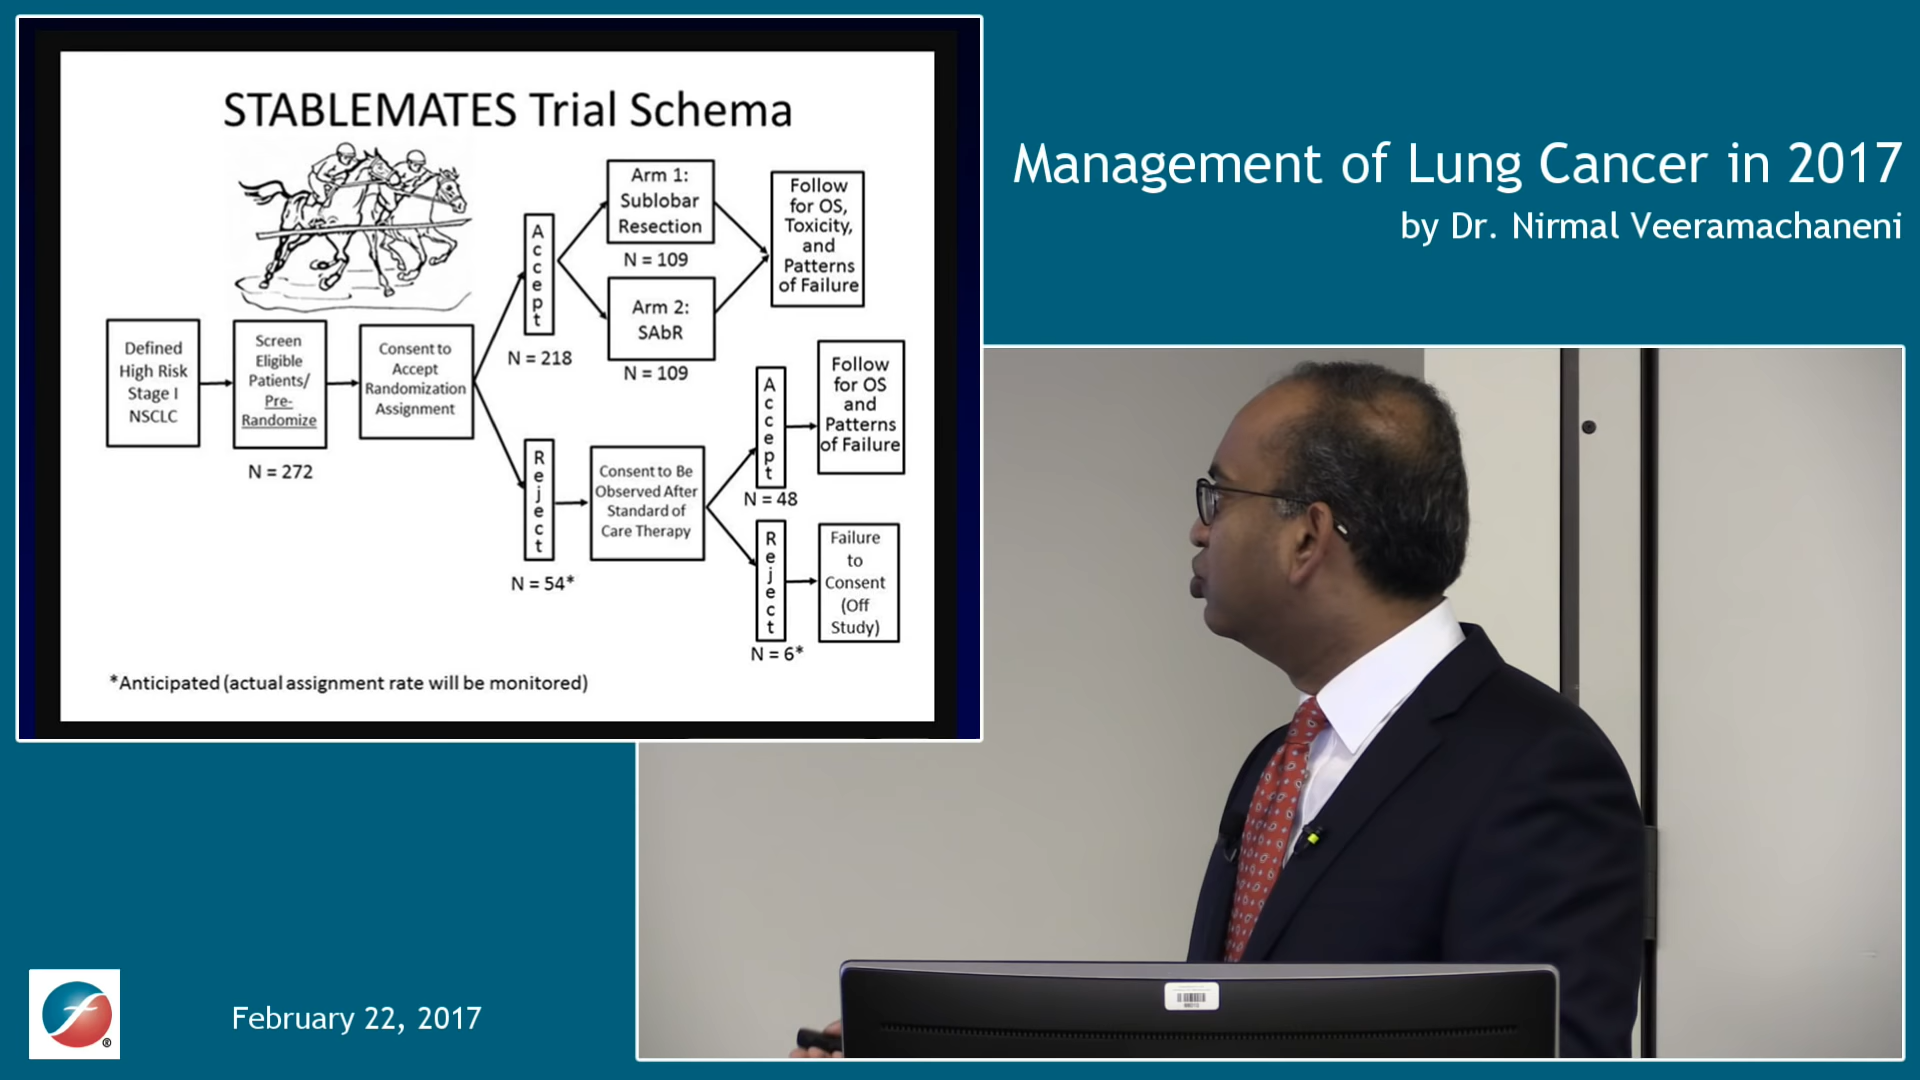 STABLEMATES Trial Schema
Defined
High Risk
Stage I
NSCLC
Screen
Eligible
Patients/
Pre-
Randomize
N = 272
Consent to
Accept
Randomization
Assignment
Accept
N = 218
Arm 1:
Sublobar
Resection
N = 109
Arm 2:
SAbR
N = 109
Follow
for OS,
Toxicity,
and
Patterns
of Failure
Reject
N = 54*
Consent to Be
Observed After
Standard of
Care Therapy
Accept
N = 48
Follow
for OS
and
Patterns
of Failure
Reject
N = 6*
Failure
to
Consent
(Off
Study)
*Anticipated (actual assignment rate will be monitored)
Management of Lung Cancer in 2017
by Dr. Nirmal Veeramachaneni
February 22, 2017
f
®